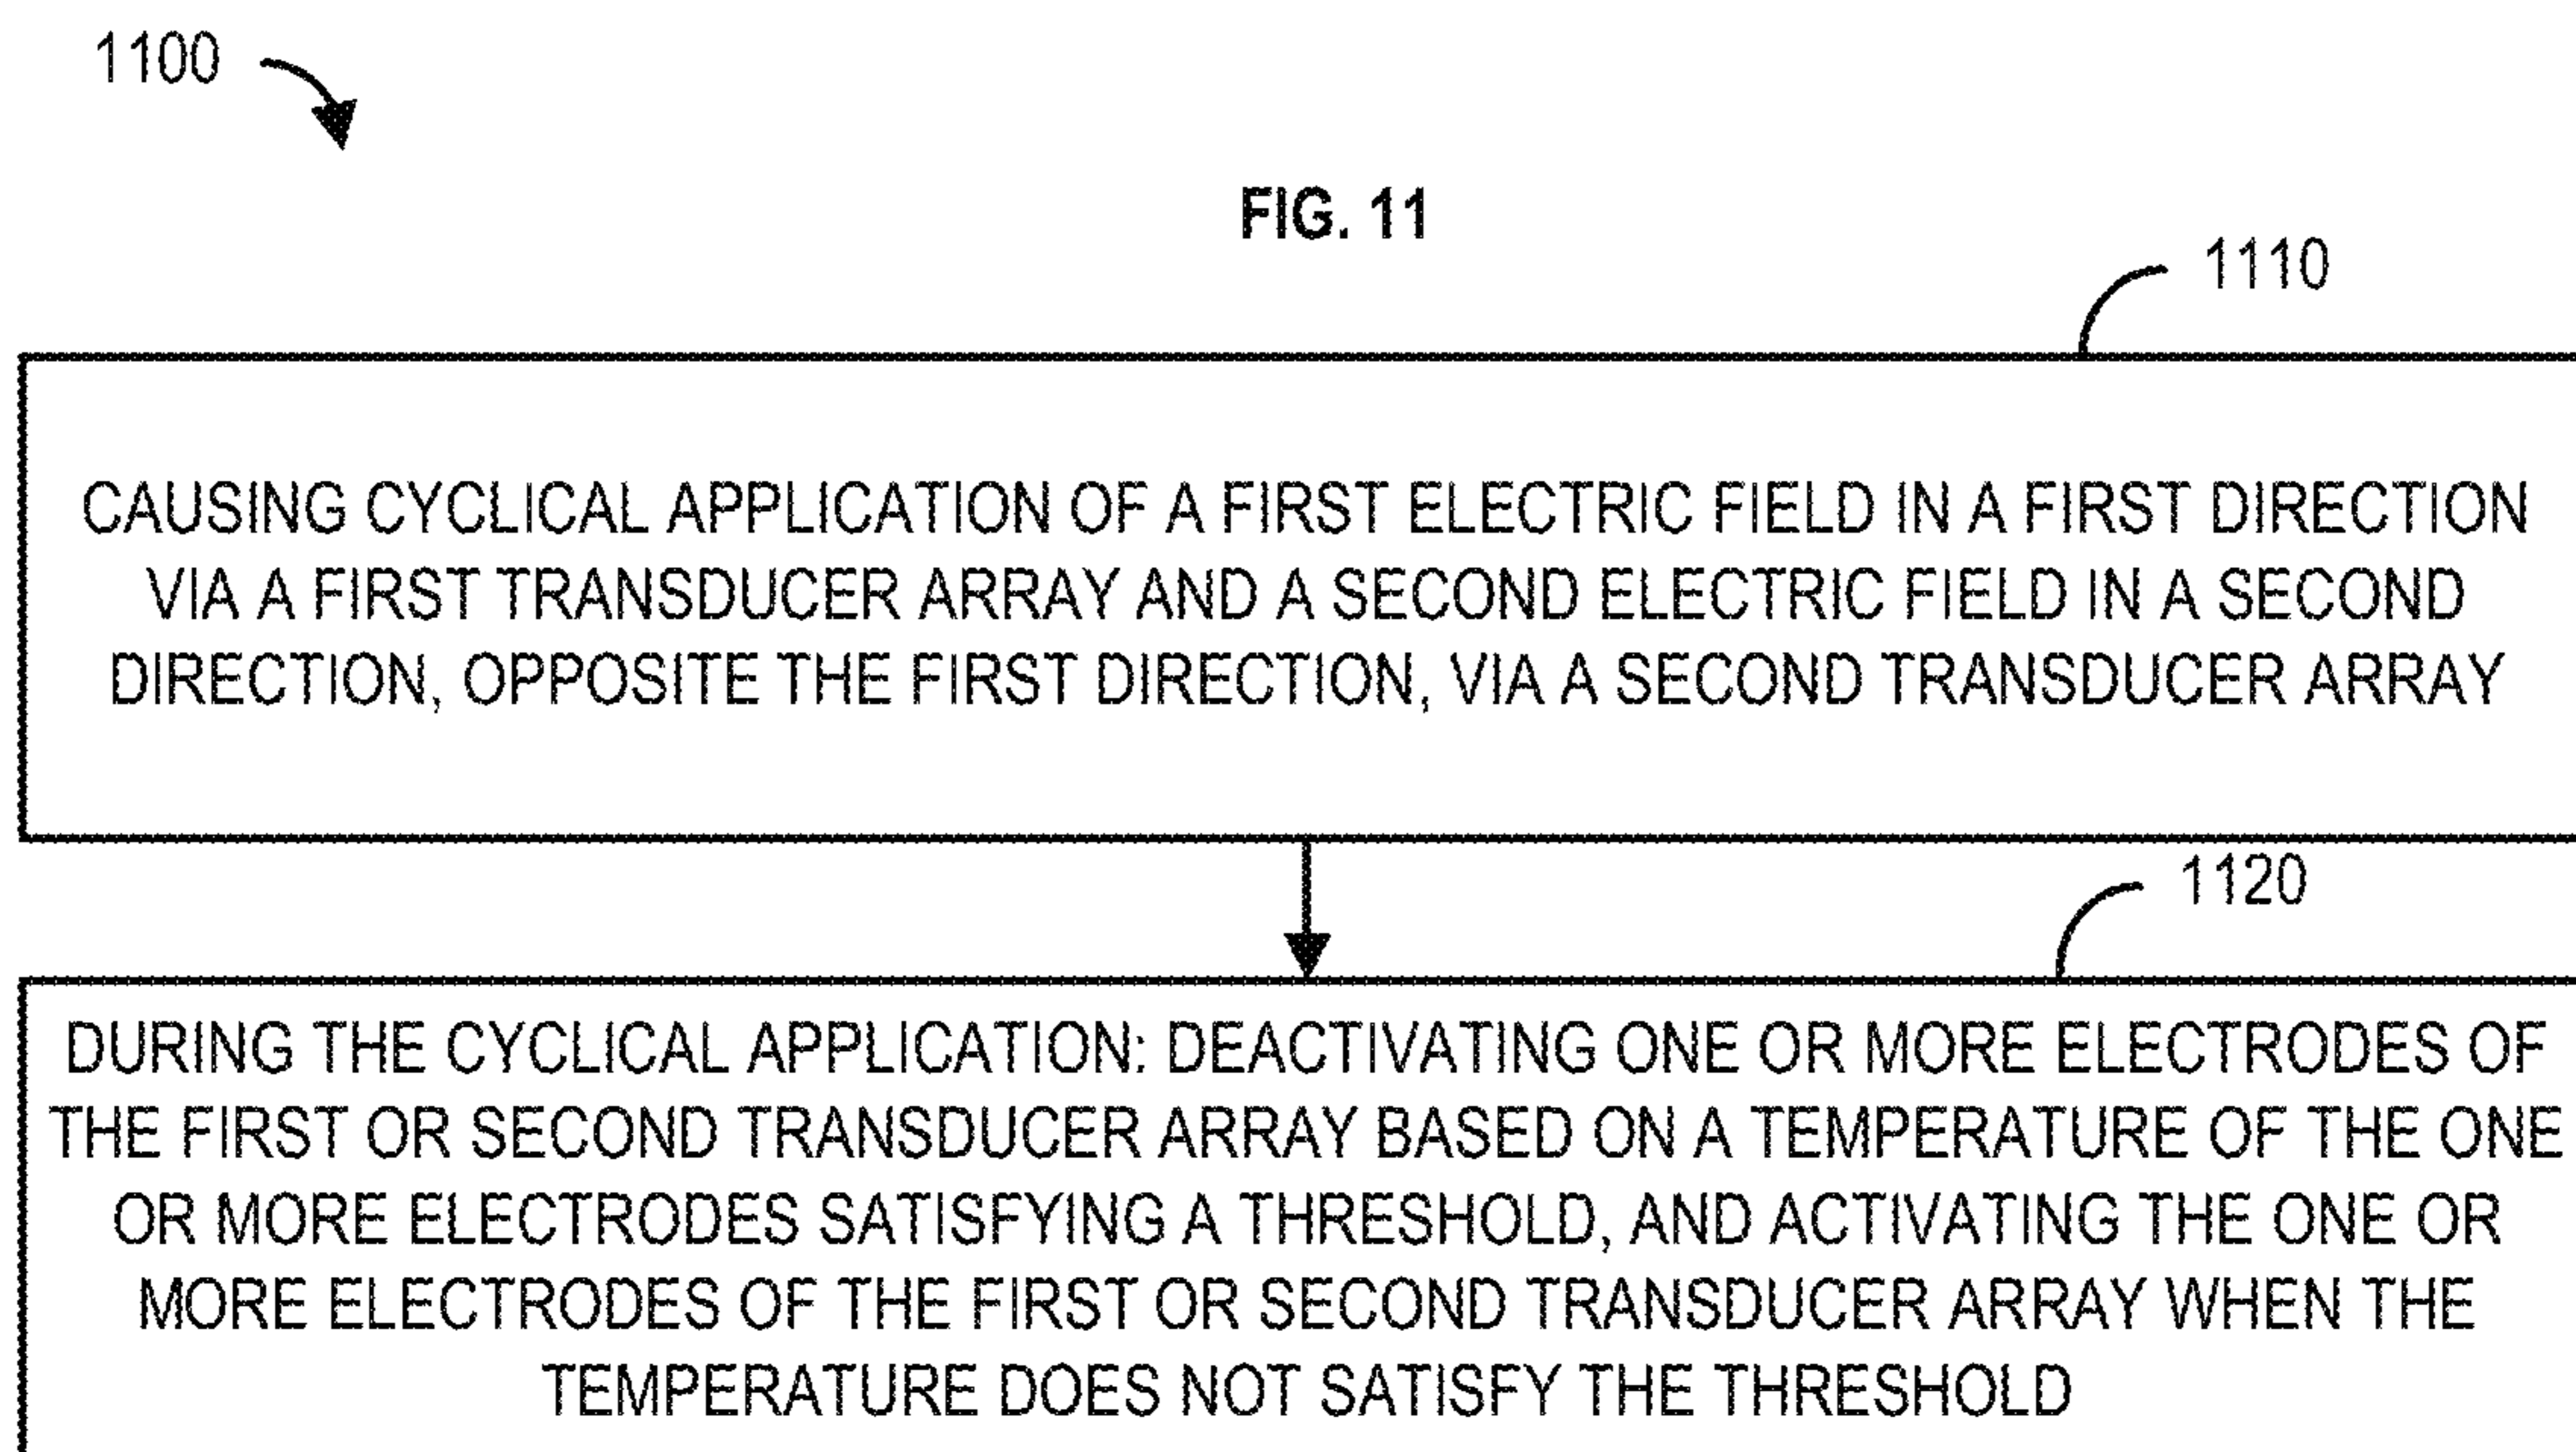 1100
FIG. 11
1110
CAUSING CYCLICAL APPLICATION OF A FIRST ELECTRIC FIELD IN A FIRST DIRECTION
VIA A FIRST TRANSDUCER ARRAY AND A SECOND ELECTRIC FIELD IN A SECOND
DIRECTION, OPPOSITE THE FIRST DIRECTION, VIA A SECOND TRANSDUCER ARRAY
1120
DURING THE CYCLICAL APPLICATION: DEACTIVATING ONE OR MORE ELECTRODES OF
THE FIRST OR SECOND TRANSDUCER ARRAY BASED ON A TEMPERATURE OF THE ONE
OR MORE ELECTRODES SATISFYING A THRESHOLD, AND ACTIVATING THE ONE OR
MORE ELECTRODES OF THE FIRST OR SECOND TRANSDUCER ARRAY WHEN THE
TEMPERATURE DOES NOT SATISFY THE THRESHOLD